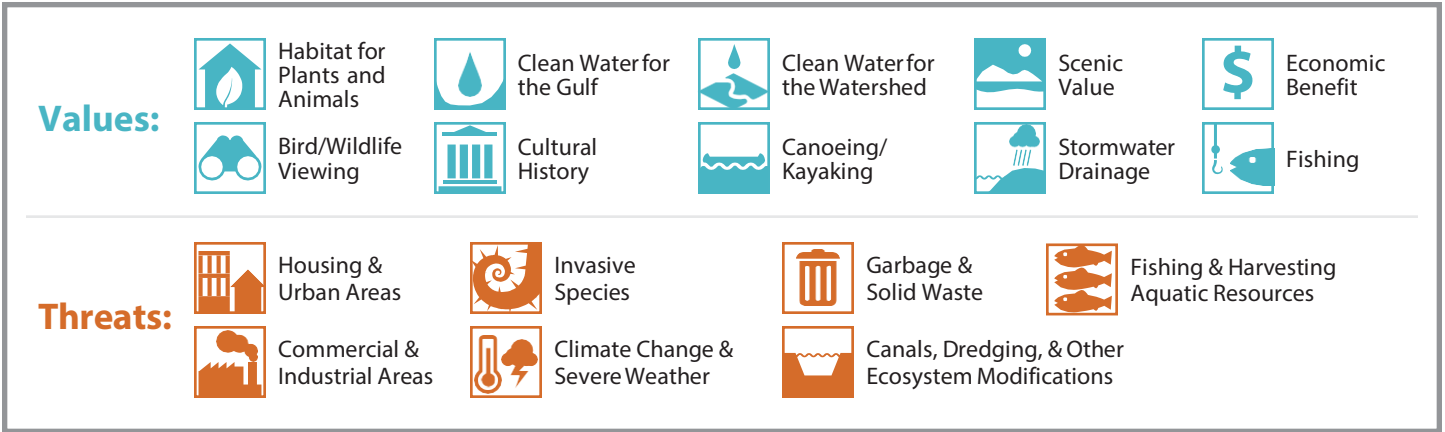 Values:
Habitat for
Plants and
Animals
Clean Water for
the Gulf
Clean Water for
the Watershed
Scenic
Value
$
Economic
Benefit
Bird/Wildlife
Viewing
Cultural
History
Canoeing/
Kayaking
Stormwater
Drainage
Fishing
Threats:
Housing &
Urban Areas
Invasive
Species
Garbage &
Solid Waste
Fishing & Harvesting
Aquatic Resources
Commercial &
Industrial Areas
Climate Change &
Severe Weather
Canals, Dredging, & Other
Ecosystem Modifications